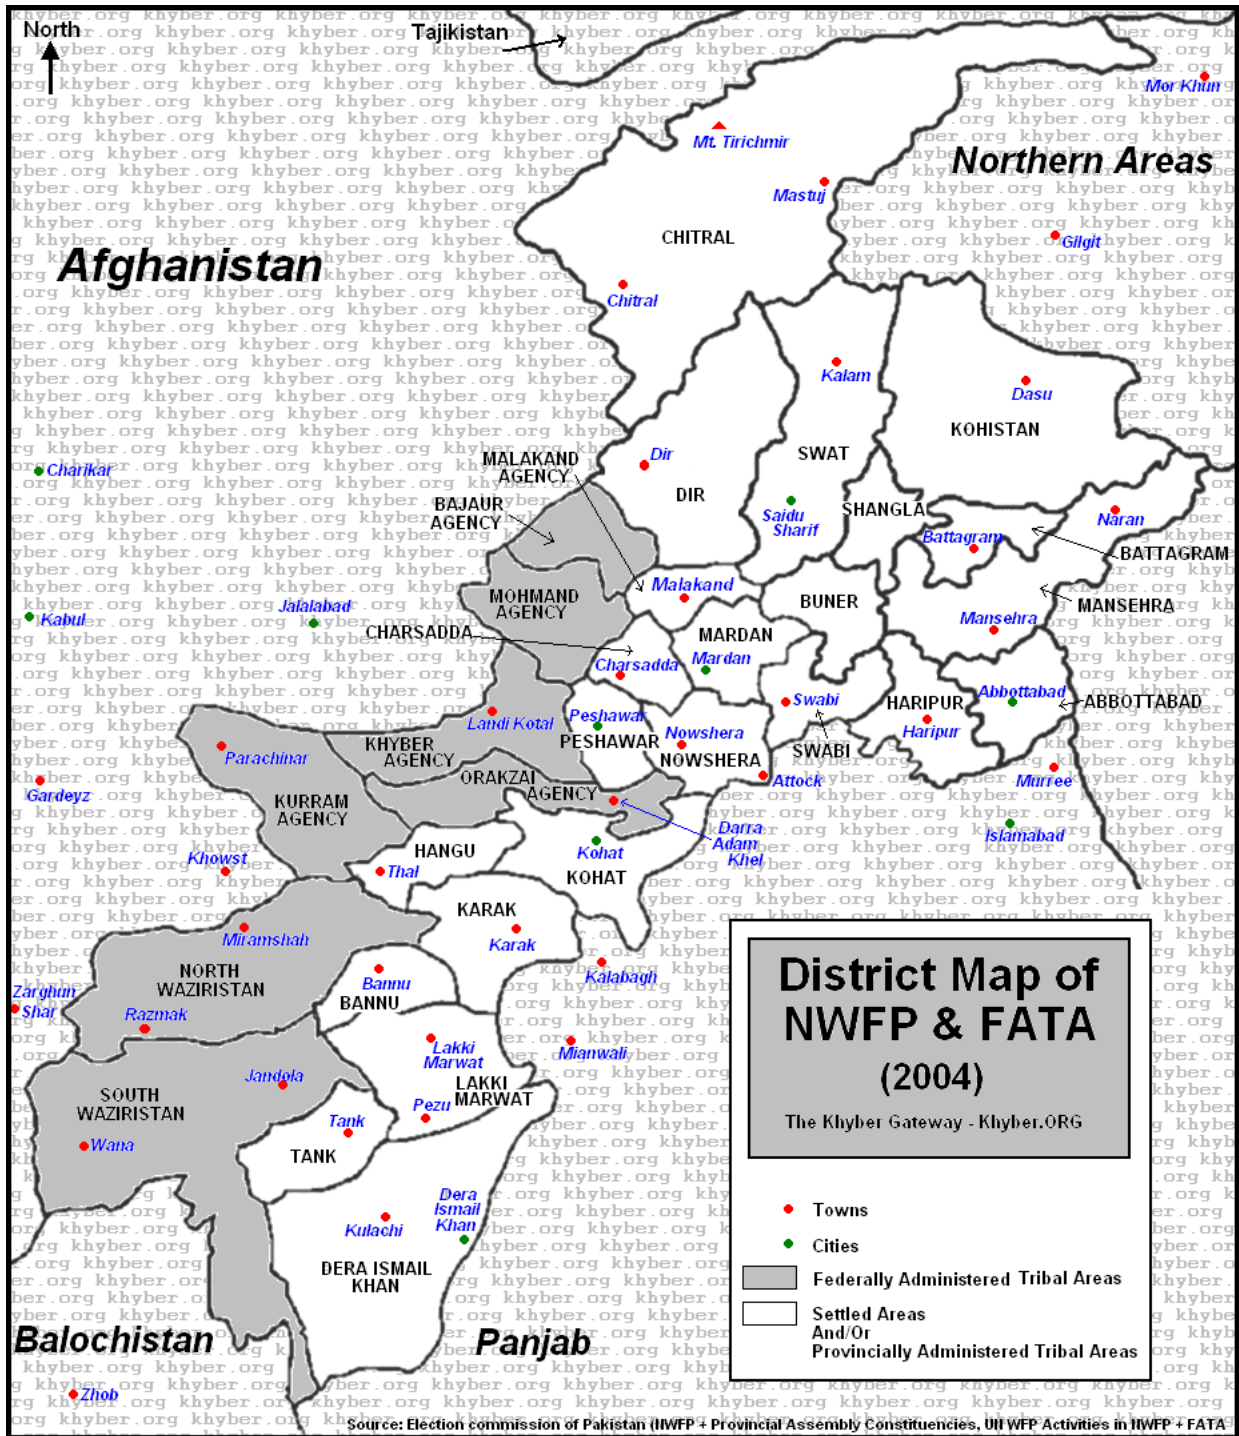 North
Tajikistan
Mor Khun
Mt. Tirichmir
Northern Areas
Mastuj
CHITRAL
Gilgit
Afghanistan
Chitral
Kalam
Dasu
KOHISTAN
Dir
SWAT
MALAKAND
AGENCY
Charikar
DIR
BAJAUR
AGENCY
SHANGLA
Saidu
Sharif
Naran
Battagram
BATTAGRAM
Malakand
MOHMAND
AGENCY
BUNER
MANSEHRA
Jalalabad
Kabul
Mansehra
CHARSADDA
MARDAN
Mardan
Charsadda
Abbottabad
ABBOTTABAD
Swabi
HARIPUR
Haripur
Landi Kotal
Peshawar
PESHAWAR
Nowshera
NOWSHERA
SWABI
KHYBER
AGENCY
Parachinar
ORAKZAI
AGENCY
Attock
Murree
Gardeyz
KURRAM
AGENCY
Darra
Adam
Khel
Islamabad
Kohat
HANGU
Khowst
Thal
KOHAT
KARAK
Karak
Miramshah
NORTH
WAZIRISTAN
Kalabagh
Bannu
BANNU
Zarghun
Shar
Razmak
Lakki
Marwat
Mianwali
Jandola
LAKKI
MARWAT
SOUTH
WAZIRISTAN
Pezu
Tank
TANK
Wana
Dera
Ismail
Khan
Kulachi
DERA ISMAIL
KHAN
Balochistan
Panjab
Zhob
District Map of
NWFP & FATA
(2004)
The Khyber Gateway - Khyber.ORG
Towns
Cities
Federally Administered Tribal Areas
Settled Areas
And/Or
Provincially Administered Tribal Areas
Source: Election commission of Pakistan (NWFP + Provincial Assembly Constituencies, UN WFP Activities in NWFP + FATA
khyber.org